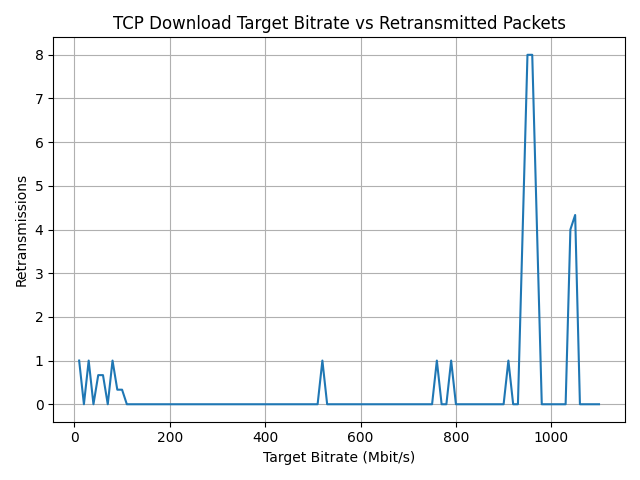 TCP Download Target Bitrate vs Retransmitted Packets
8
7
6
5
4
3
2
1
0
Retransmissions
0 200 400 600 800 1000
Target Bitrate (Mbit/s)